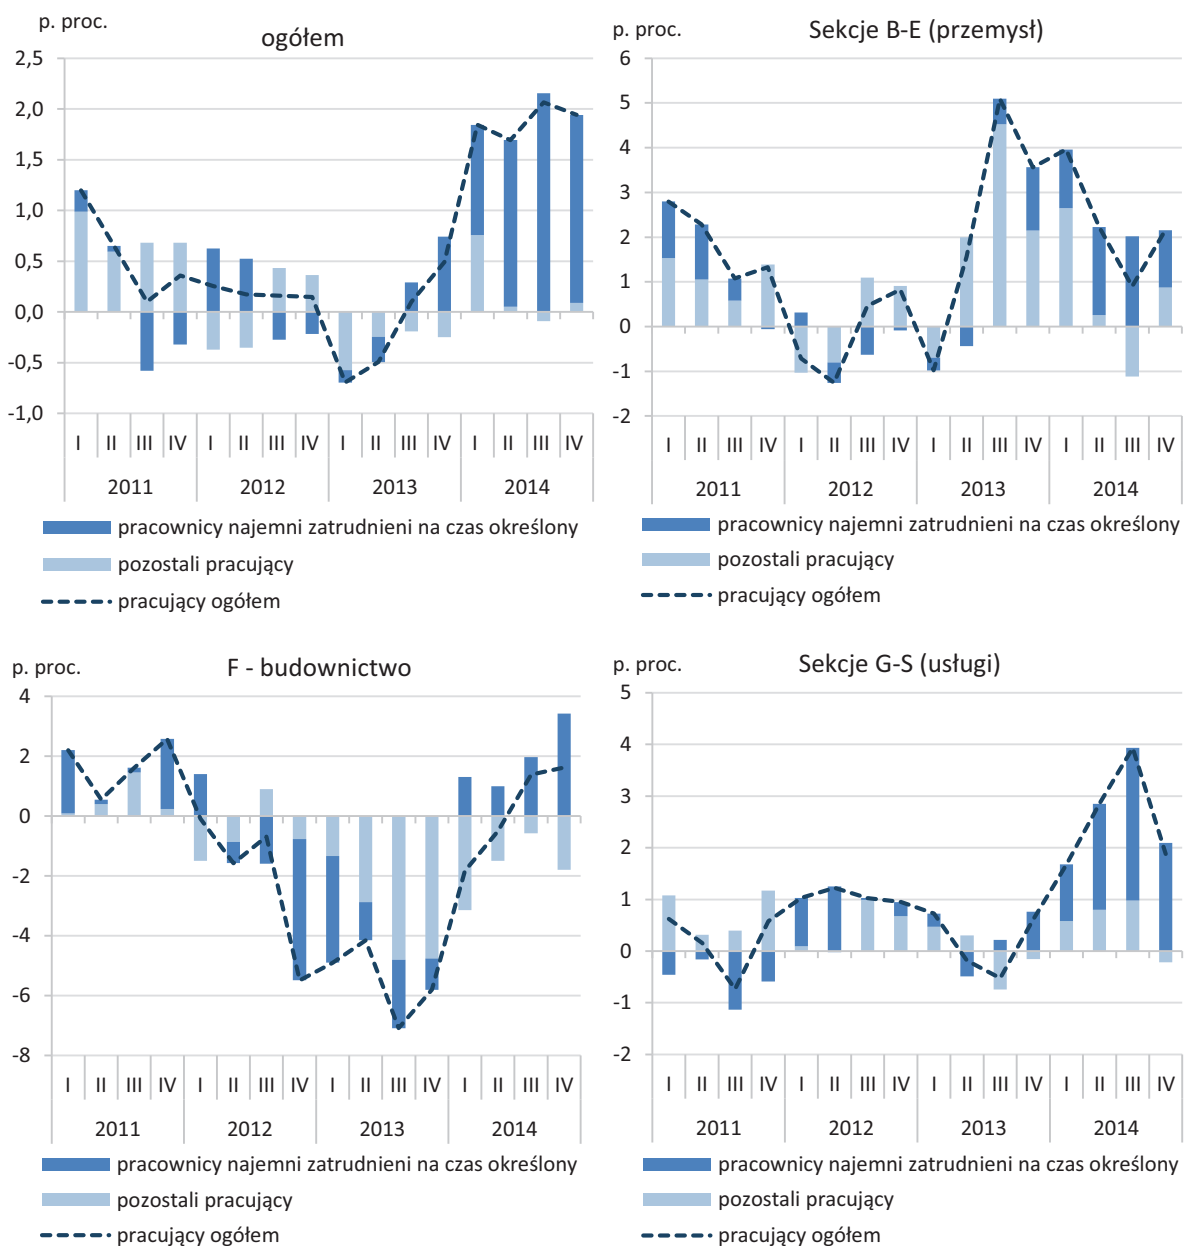 p. proc.
ogółem
2,5
2,0
1,5
1,0
0,5
0,0
-0,5
-1,0
I II III IV I II III IV I II III IV I II III IV
2011 2012 2013 2014
pracownicy najemni zatrudnieni na czas określony
pozostali pracujący
pracujący ogółem
p. proc.
Sekcje B-E (przemysł)
6
5
4
3
2
1
0
-1
-2
I II III IV I II III IV I II III IV I II III IV
2011 2012 2013 2014
pracownicy najemni zatrudnieni na czas określony
pozostali pracujący
pracujący ogółem
p. proc.
F - budownictwo
4
2
0
-2
-4
-6
-8
I II III IV I II III IV I II III IV I II III IV
2011 2012 2013 2014
pracownicy najemni zatrudnieni na czas określony
pozostali pracujący
pracujący ogółem
p. proc.
Sekcje G-S (usługi)
5
4
3
2
1
0
-1
-2
I II III IV I II III IV I II III IV I II III IV
2011 2012 2013 2014
pracownicy najemni zatrudnieni na czas określony
pozostali pracujący
pracujący ogółem